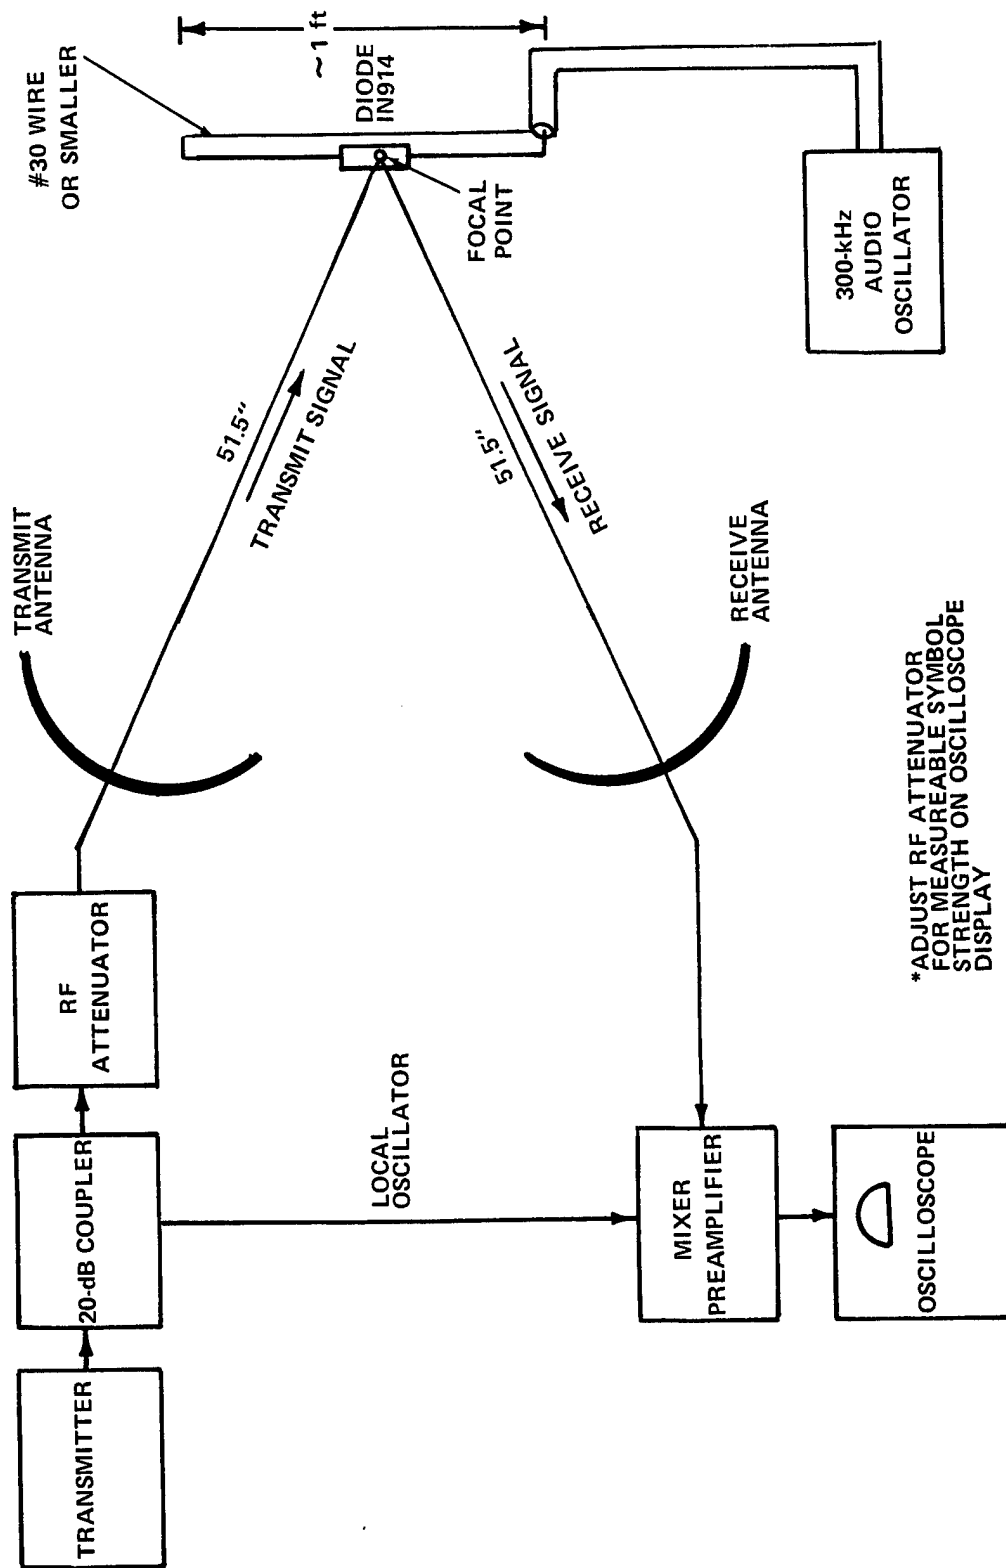 TRANSMITTER
20-dB COUPLER
RF
ATTENUATOR
TRANSMIT
ANTENNA
51.5"
TRANSMIT SIGNAL
#30 WIRE
OR SMALLER
~1 ft
DIODE
IN914
FOCAL
POINT
RECEIVE SIGNAL
51.5"
LOCAL
OSCILLATOR
MIXER
PREAMPLIFIER
OSCILLOSCOPE
RECEIVE
ANTENNA
300-kHz
AUDIO
OSCILLATOR
*ADJUST RF ATTENUATOR
FOR MEASUREABLE SYMBOL
STRENGTH ON OSCILLOSCOPE
DISPLAY